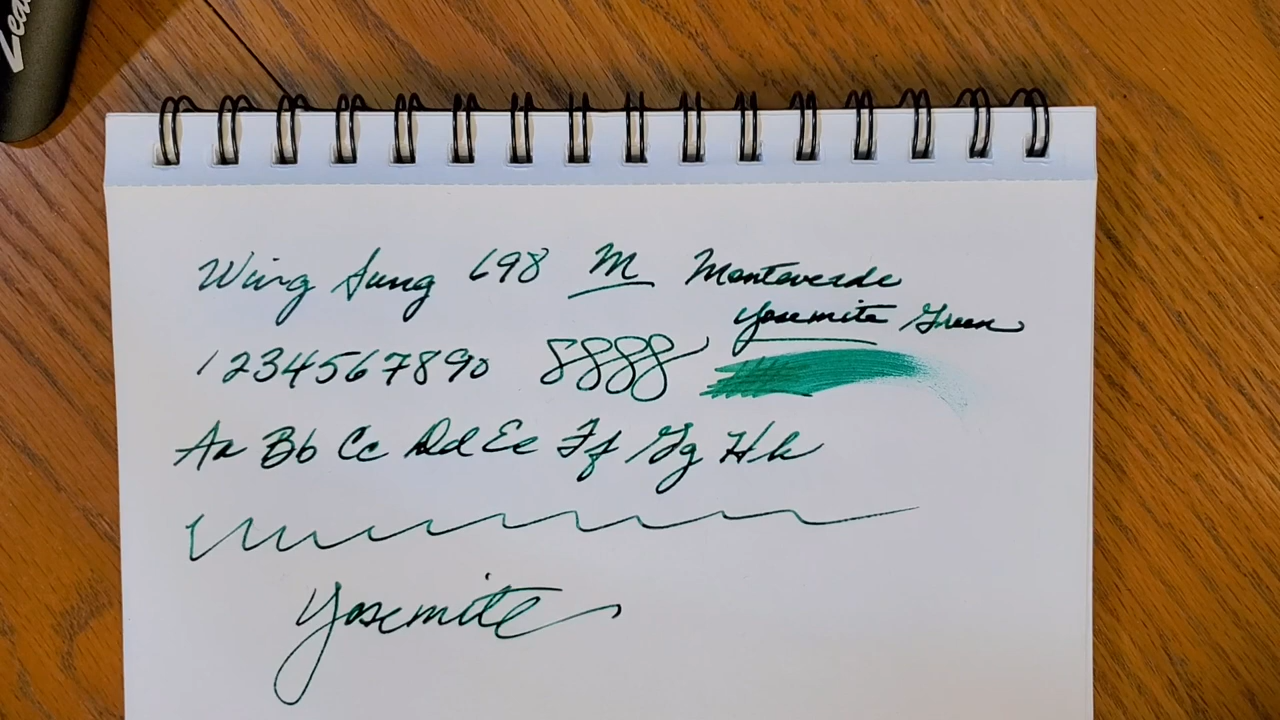 Wing Sung 698 M Monteverde
Yosemite Green
1234567890 8888
Aa Bb Cc Dd Ee Ff Gg Hh
Yosemite